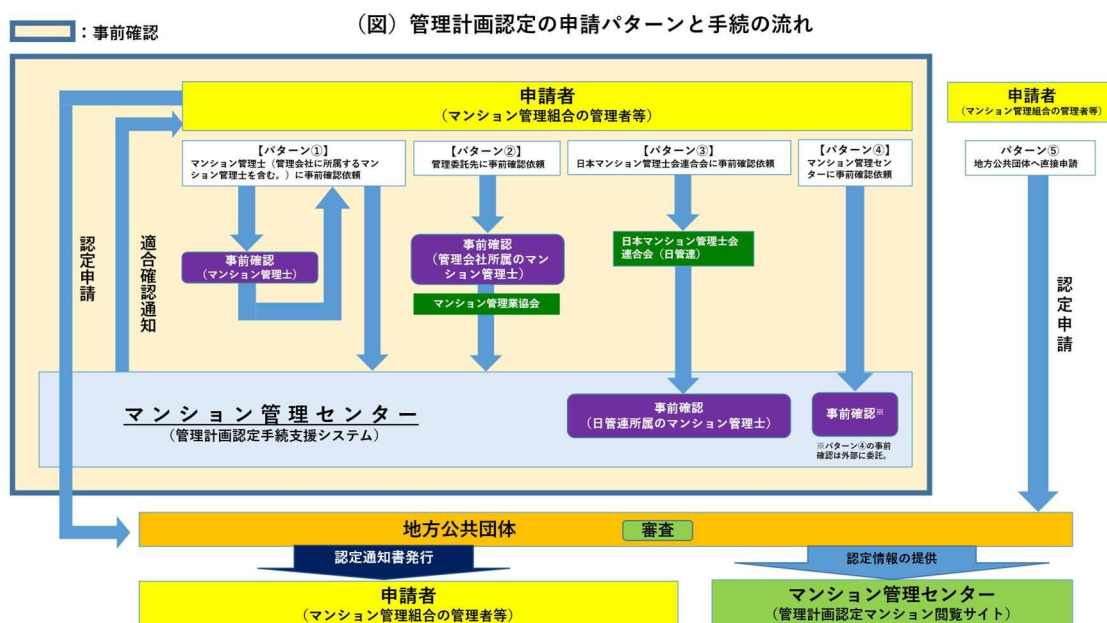 (図)管理計画認定の申請パターンと手続の流れ
:事前確認
申請者
(マンション管理組合の管理者等)
申請者
(マンション管理組合の管理者等)
【パターン①】
マンション管理士(管理会社に所属するマン
ション管理士を含む。)に事前確認依頼
【パターン②】
管理委託先に事前確認依頼
【パターン③】
日本マンション管理士会連合会に事前確認依頼
【パターン④】
マンション管理セン
ターに事前確認依頼
パターン⑤
地方公共団体へ直接申請
認定申請
適合確認通知
事前確認
(マンション管理士)
事前確認
(管理会社所属のマン
ション管理士)
マンション管理業協会
日本マンション管理士会
連合会(日管連)
認定申請
マンション管理センター
(管理計画認定手続支援システム)
事前確認
(日管連所属のマンション管理士)
事前確認※
※パターン④の事前
確認は外部に委託。
地方公共団体
審査
認定通知書発行
認定情報の提供
申請者
(マンション管理組合の管理者等)
マンション管理センター
(管理計画認定マンション閲覧サイト)